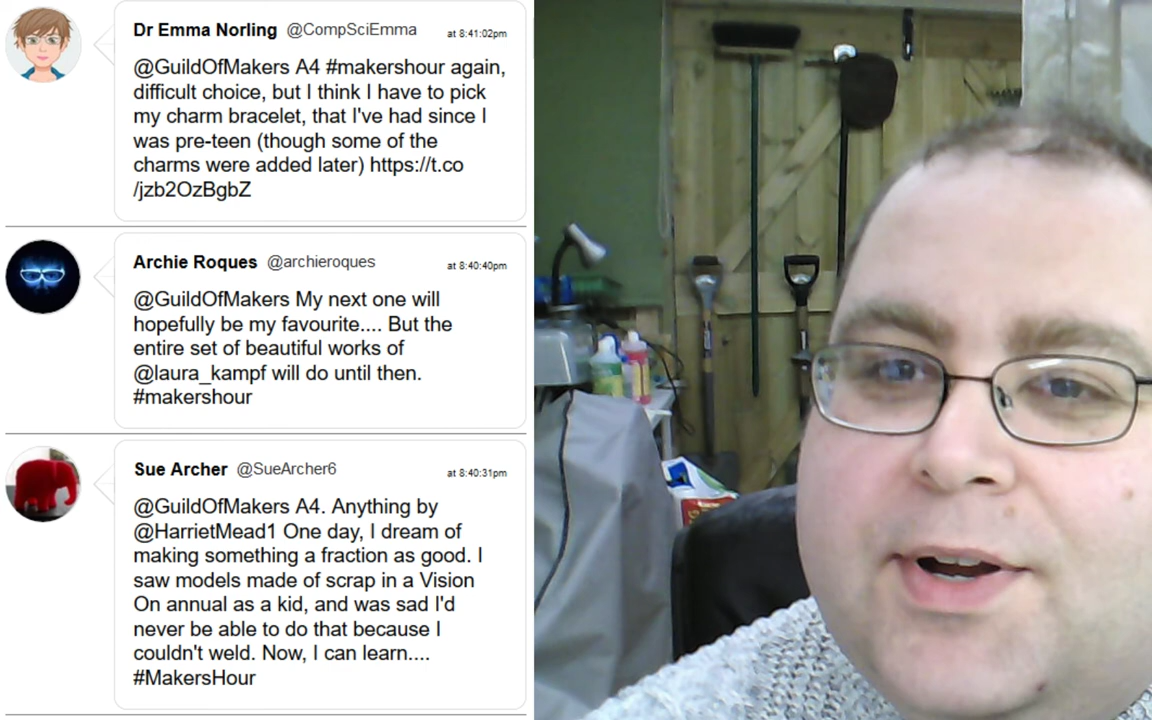 Dr Emma Norling @CompSciEmma at 8:41:02pm
@GuildOfMakers A4 #makershour again,
difficult choice, but I think I have to pick
my charm bracelet, that I've had since I
was pre-teen (though some of the
charms were added later) https://t.co
/jzb2OzBgbZ
Archie Roques @archieroques at 8:40:40pm
@GuildOfMakers My next one will
hopefully be my favourite.... But the
entire set of beautiful works of
@laura_kampf will do until then.
#makershour
Sue Archer @SueArcher6 at 8:40:31pm
@GuildOfMakers A4. Anything by
@HarrietMead1 One day, I dream of
making something a fraction as good. I
saw models made of scrap in a Vision
On annual as a kid, and was sad I'd
never be able to do that because I
couldn't weld. Now, I can learn....
#MakersHour